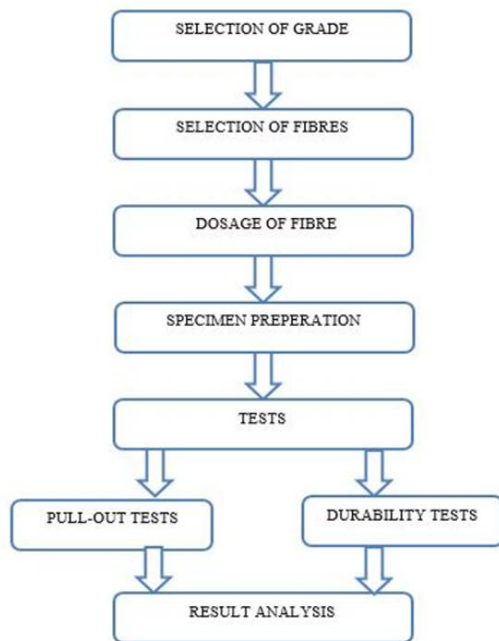 SELECTION OF GRADE
SELECTION OF FIBRES
DOSAGE OF FIBRE
SPECIMEN PREPERATION
TESTS
PULL-OUT TESTS
DURABILITY TESTS
RESULT ANALYSIS